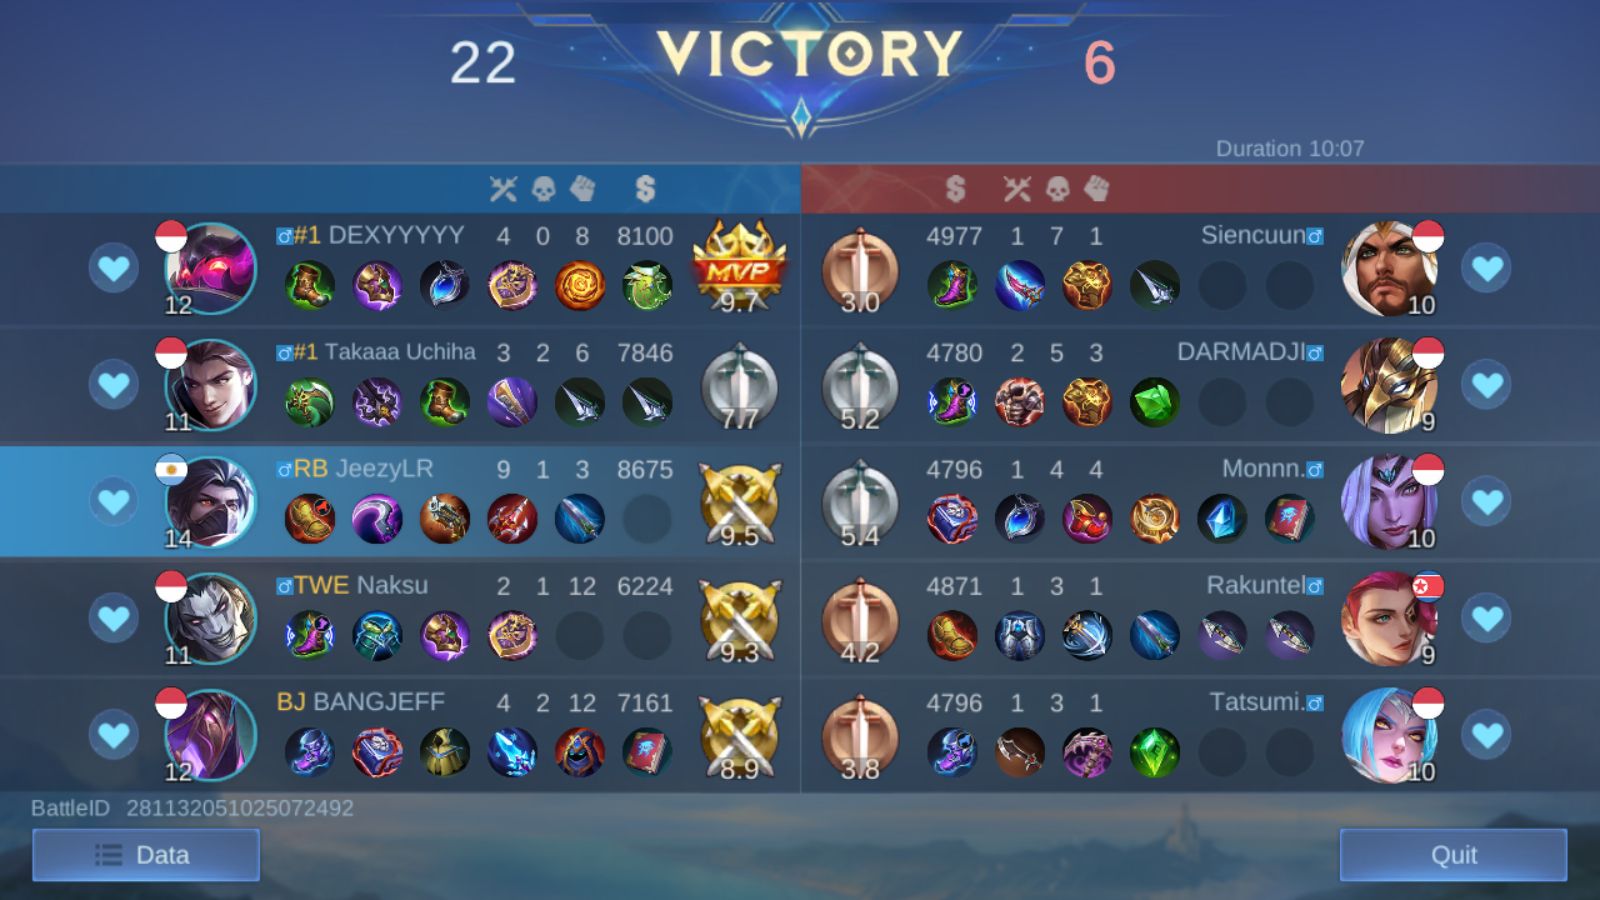 22 VICTORY 6
Duration 10:07
#1 DEXYYYYY 4 0 8 8100
12
MVP
9.7
3.0
4977 1 7 1 Siencuun
10
#1 Takaaa Uchiha 3 2 6 7846
11
7.7
5.2
4780 2 5 3 DARMADJI
9
RB JeezyLR 9 1 3 8675
14
9.5
5.4
4796 1 4 4 Monnn.
10
TWE Naksu 2 1 12 6224
11
9.3
4.2
4871 1 3 1 Rakuntel
9
BJ BANGJEFF 4 2 12 7161
12
8.9
3.8
4796 1 3 1 Tatsumi.
10
BattleID 281132051025072492
Data
Quit